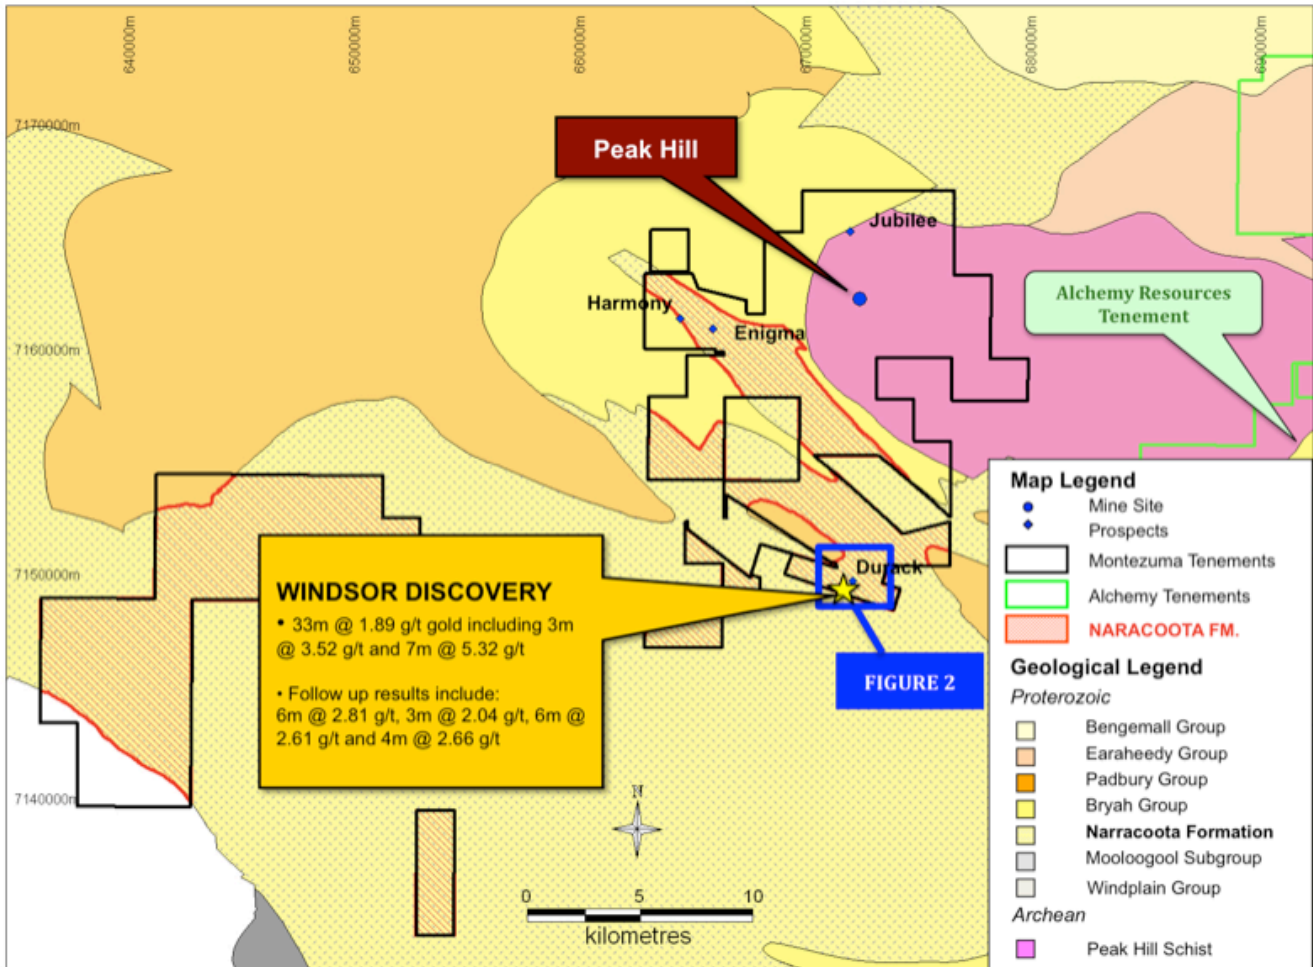 640000m
650000m
660000m
670000m
680000m
690000m
7170000m
Peak Hill
Jubilee
Alchemy Resources
Tenement
Harmony
Enigma
7160000m
7150000m
Durack
WINDSOR DISCOVERY
• 33m @ 1.89 g/t gold including 3m
@ 3.52 g/t and 7m @ 5.32 g/t
• Follow up results include:
6m @ 2.81 g/t, 3m @ 2.04 g/t, 6m @
2.61 g/t and 4m @ 2.66 g/t
FIGURE 2
7140000m
N
0 5 10
kilometres
Map Legend
Mine Site
Prospects
Montezuma Tenements
Alchemy Tenements
NARACOOTA FM.
Geological Legend
Proterozoic
Bengemall Group
Earaheedy Group
Padbury Group
Bryah Group
Narracoota Formation
Mooloogool Subgroup
Windplain Group
Archean
Peak Hill Schist